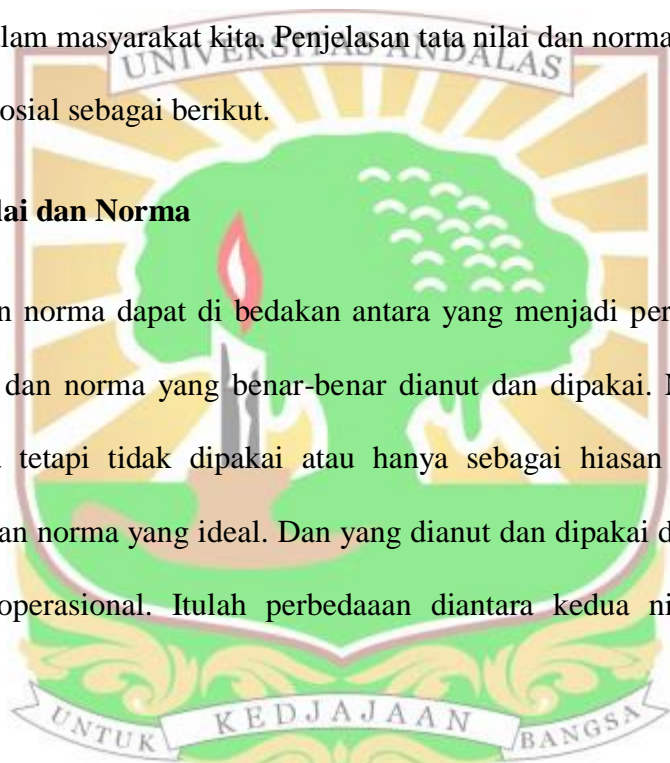 lam masyarakat kita. Penjelasan tata nilai dan norma
UNIVERSITAS ANDALAS
osial sebagai berikut.
lai dan Norma
n norma dapat di bedakan antara yang menjadi per
dan norma yang benar-benar dianut dan dipakai.
tetapi tidak dipakai atau hanya sebagai hiasan
an norma yang ideal. Dan yang dianut dan dipakai d
operasional. Itulah perbedaaan diantara kedua ni
UNTUK KEDJAJAAN BANGSA